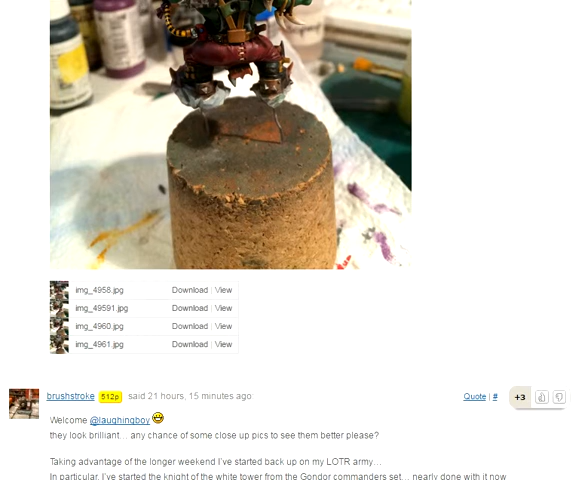 img_4958.jpg Download | View
img_49591.jpg Download | View
img_4960.jpg Download | View
img_4961.jpg Download | View
brushstroke 512p said 21 hours, 15 minutes ago: Quote | # +3
Welcome @laughingboy
they look brilliant... any chance of some close up pics to see them better please?
Taking advantage of the longer weekend I've started back up on my LOTR army...
In particular, I've started the knight of the white tower from the Gondor commanders set... nearly done with it now